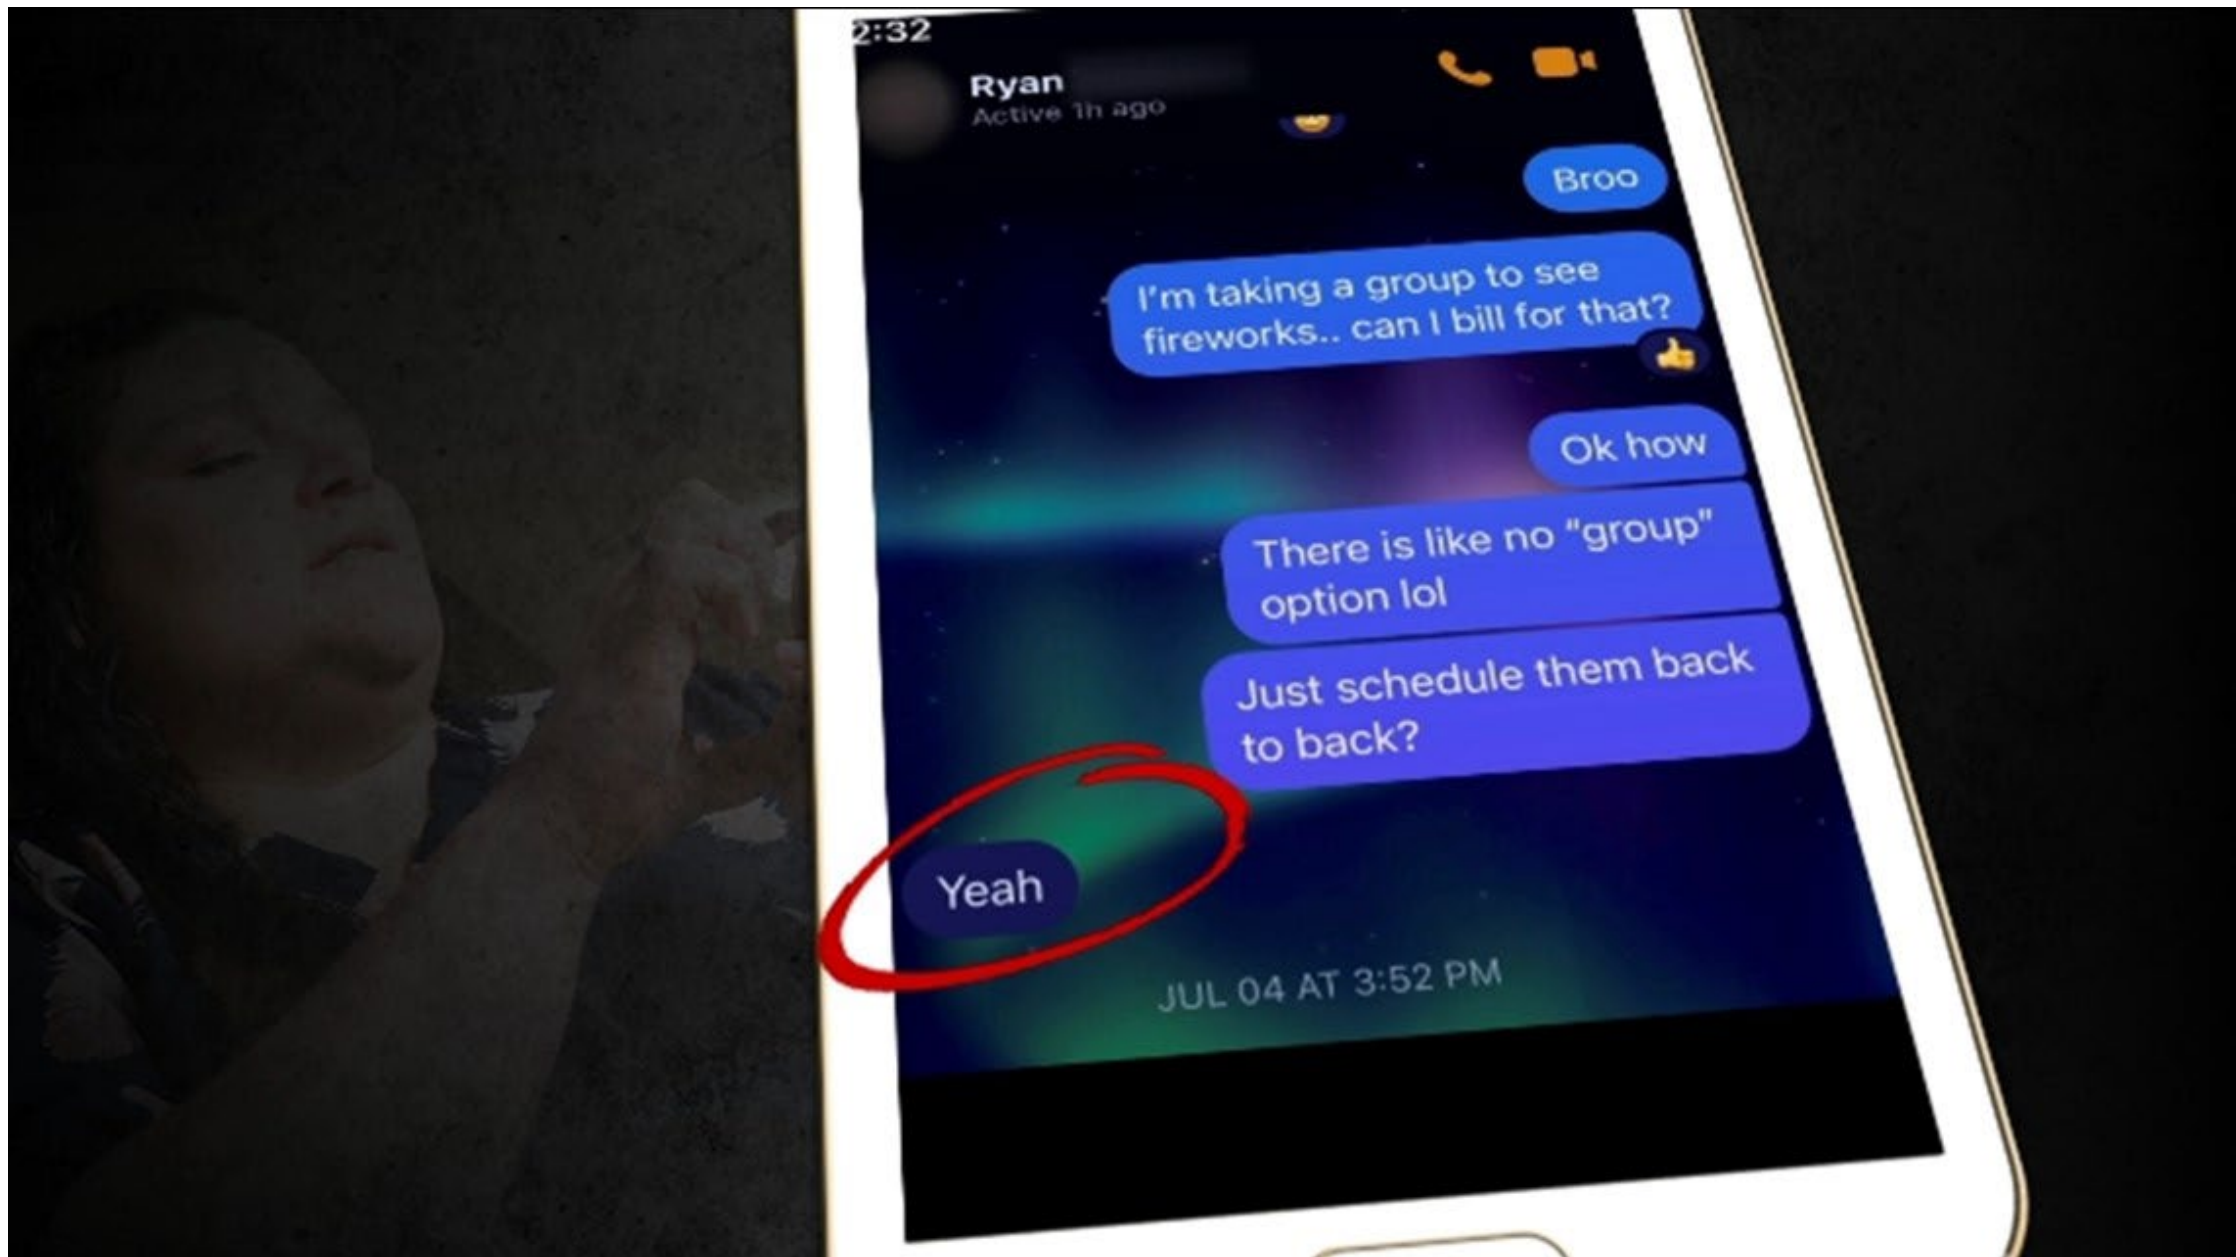 2:32
Ryan
Active 1h ago
Broo
I'm taking a group to see
fireworks.. can I bill for that?
Ok how
There is like no “group”
option lol
Just schedule them back
to back?
Yeah
JUL 04 AT 3:52 PM